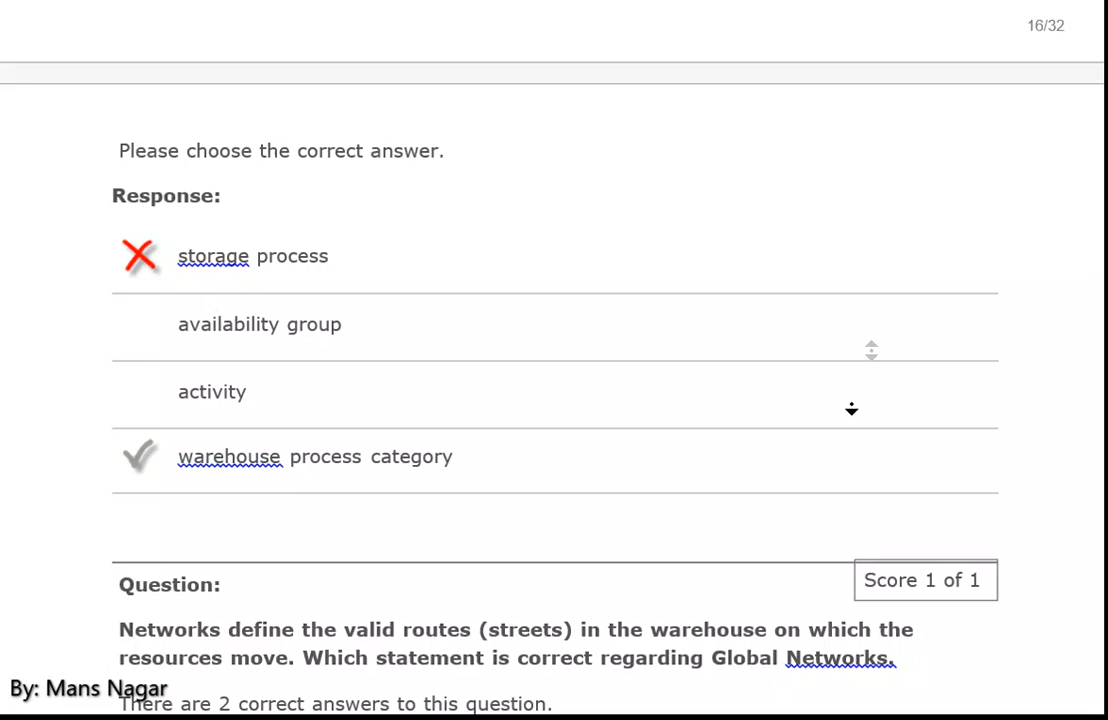 16/32
Please choose the correct answer.
Response:
storage process
availability group
activity
warehouse process category
Score 1 of 1
Question:
Networks define the valid routes (streets) in the warehouse on which the
resources move. Which statement is correct regarding Global Networks.
By: Mans Nagar
There are 2 correct answers to this question.